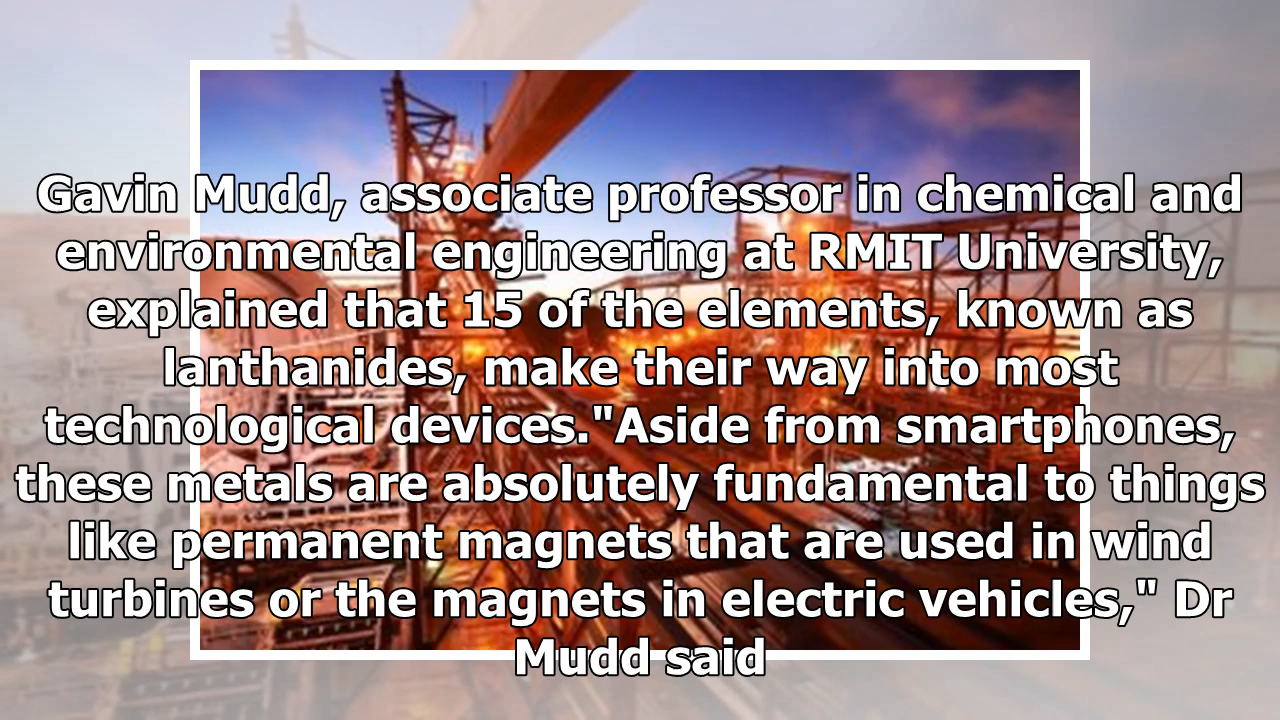 Gavin Mudd, associate professor in chemical and
environmental engineering at RMIT University,
explained that 15 of the elements, known as
lanthanides, make their way into most
technological devices."Aside from smartphones,
these metals are absolutely fundamental to things
like permanent magnets that are used in wind
turbines or the magnets in electric vehicles," Dr
Mudd said